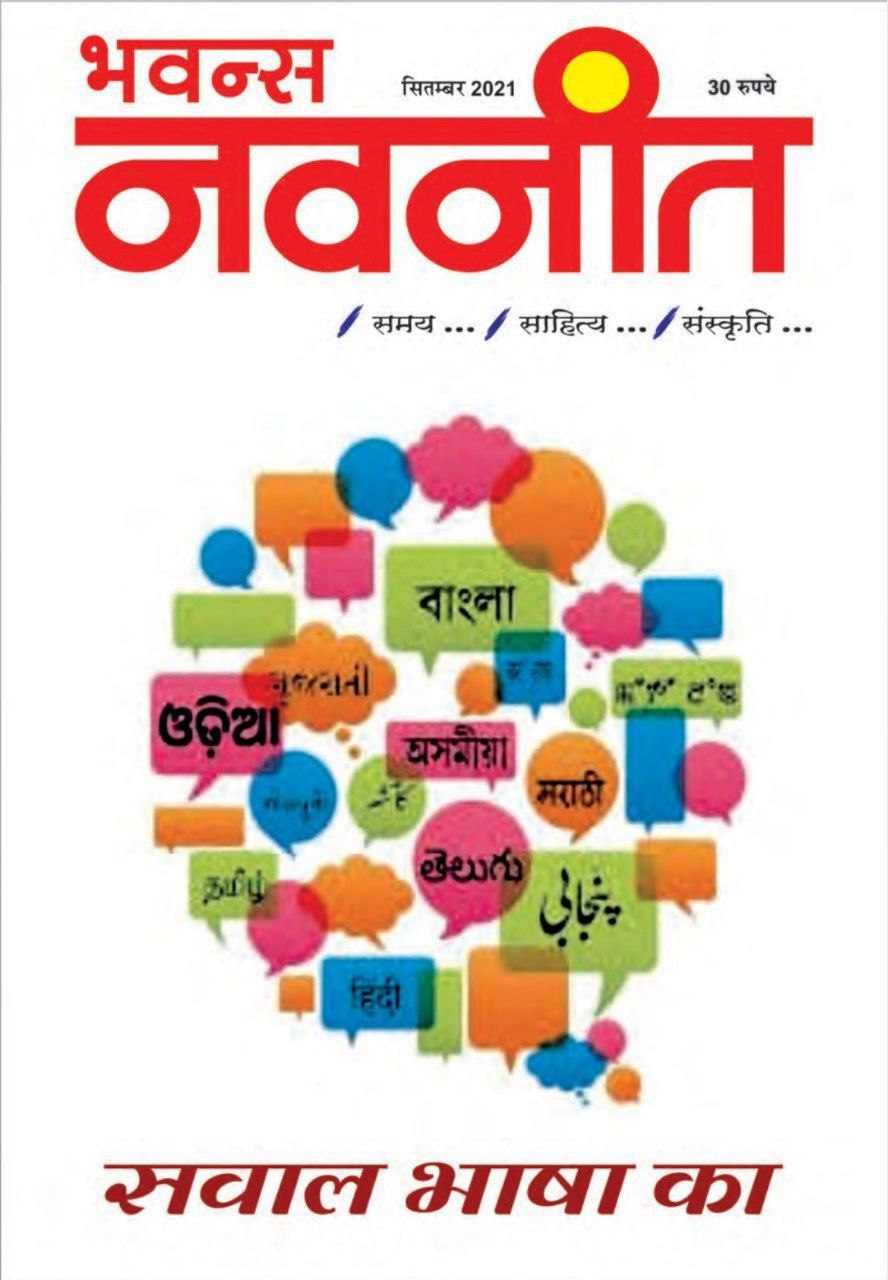 भवन्स
सितम्बर 2021
30 रुपये
नवनीत
समय ... साहित्य ... संस्कृति ...
বাংলা
ગુજરાતી
ଓଡ଼ିଆ
অসমীয়া
मराठी
తెలుగు
தமிழ்
پنجابی
हिंदी
सवाल भाषा का